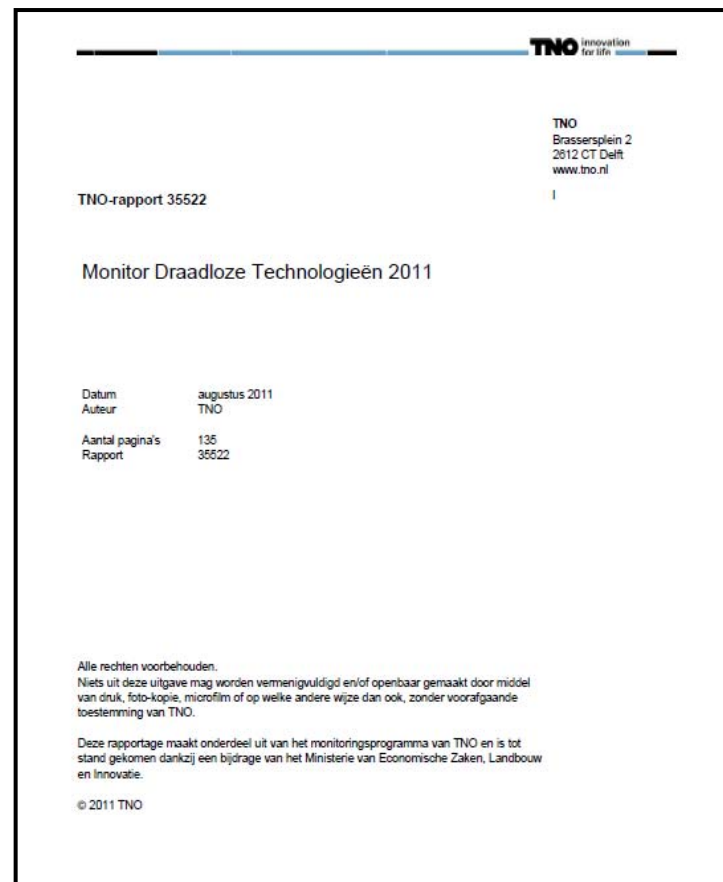 TNO innovation for life
TNO
Brassersplein 2
2612 CT Delft
www.tno.nl
TNO-rapport 35522
Monitor Draadloze Technologieën 2011
Datum augustus 2011
Auteur TNO
Aantal pagina's 135
Rapport 35522
Alle rechten voorbehouden.
Niets uit deze uitgave mag worden vermenigvuldigd en/of openbaar gemaakt door middel
van druk, foto-kopie, microfilm of op welke andere wijze dan ook, zonder voorafgaande
toestemming van TNO.
Deze rapportage maakt onderdeel uit van het monitoringsprogramma van TNO en is tot
stand gekomen dankzij een bijdrage van het Ministerie van Economische Zaken, Landbouw
en Innovatie.
© 2011 TNO